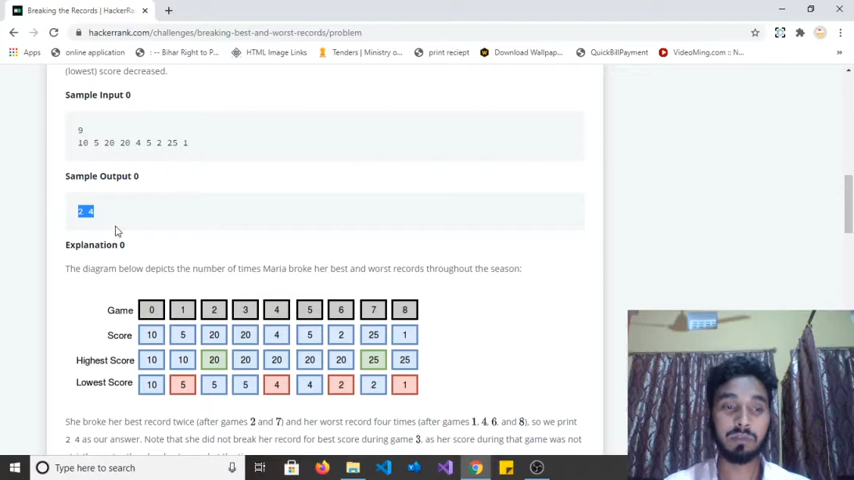 Breaking the Records | HackerRa
hackerrank.com/challenges/breaking-best-and-worst-records/problem
Apps
online application
: -- Bihar Right to P...
HTML Image Links
Tenders | Ministry o...
print reciept
Download Wallpap...
QuickBillPayment
VideoMing.com - Nu...
(lowest) score decreased.
Sample Input 0
9
10 5 20 20 4 5 2 25 1
Sample Output 0
2 4
Explanation 0
The diagram below depicts the number of times Maria broke her best and worst records throughout the season:
Game 0 1 2 3 4 5 6 7 8
Score 10 5 20 20 4 5 2 25 1
Highest Score 10 10 20 20 20 20 20 25 25
Lowest Score 10 5 5 5 4 4 2 2 1
She broke her best record twice (after games 2 and 7) and her worst record four times (after games 1, 4, 6, and 8), so we print
2 4 as our answer. Note that she did not break her record for best score during game 3, as her score during that game was not
Type here to search